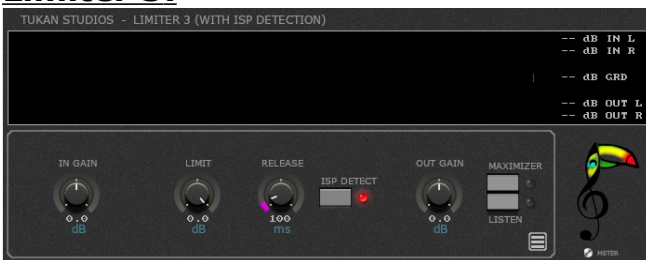 Limiter 3:
TUKAN STUDIOS - LIMITER 3 (WITH ISP DETECTION)
-- dB IN L
-- dB IN R
-- dB GRD
-- dB OUT L
-- dB OUT R
IN GAIN
LIMIT
RELEASE
ISP DETECT
OUT GAIN
MAXIMIZER
0.0
0.0
100
0.0
LISTEN
dB
dB
ms
dB
METER